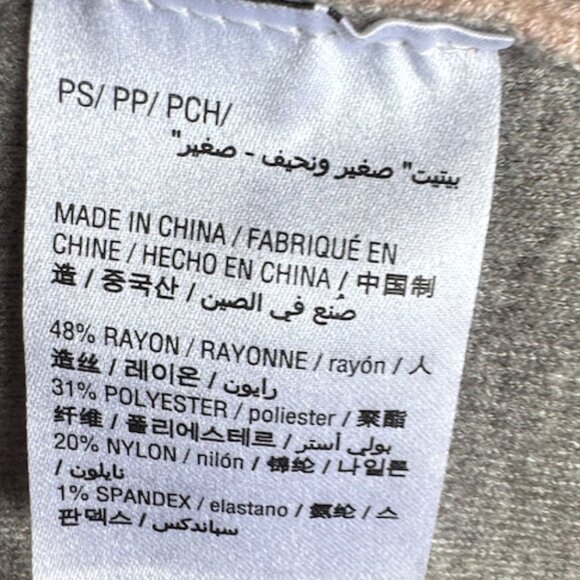 PS/ PP/ PCH/
بيتيت" صغير ونحيف - صغير"
MADE IN CHINA / FABRIQUÉ EN
CHINE / HECHO EN CHINA / 中国制
造 / 중국산 / صُنع في الصين
48% RAYON / RAYONNE / rayón / 人
造丝 / 레이온 / رايون
31% POLYESTER / poliester / 聚酯
纤维 / 폴리에스테르 / بولي أستر
20% NYLON / nilón / 锦纶 / 나일론
/ نايلون
1% SPANDEX / elastano / 氨纶 / 스
판덱스 / سباندكس